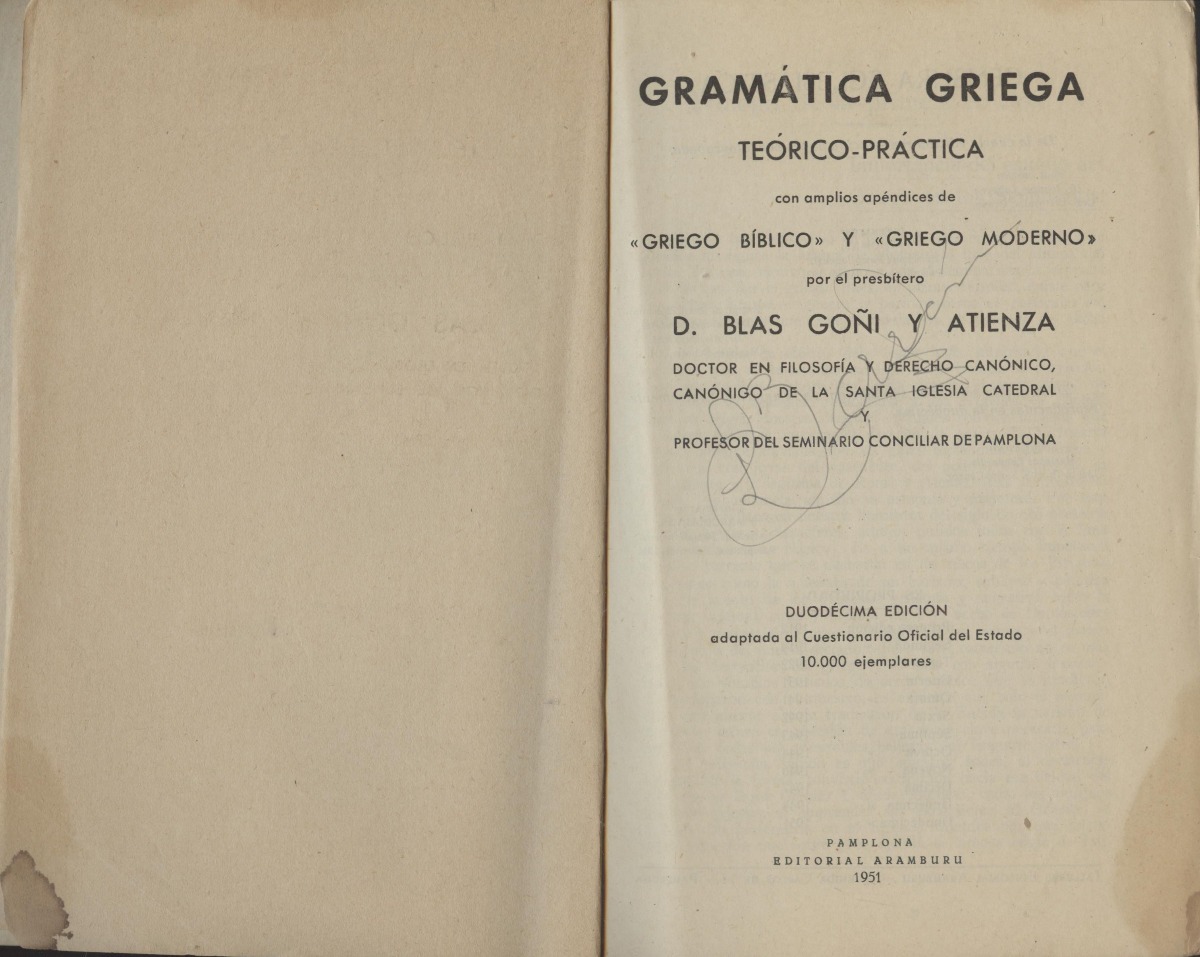 GRAMÁTICA GRIEGA
TEÓRICO-PRÁCTICA
con amplios apéndices de
«GRIEGO BÍBLICO» Y «GRIEGO MODERNO»
por el presbítero
D. BLAS GOÑI Y ATIENZA
DOCTOR EN FILOSOFÍA Y DERECHO CANÓNICO,
CANÓNIGO DE LA SANTA IGLESIA CATEDRAL
Y
PROFESOR DEL SEMINARIO CONCILIAR DE PAMPLONA
DUODÉCIMA EDICIÓN
adaptada al Cuestionario Oficial del Estado
10.000 ejemplares
PAMPLONA
EDITORIAL ARAMBURU
1951